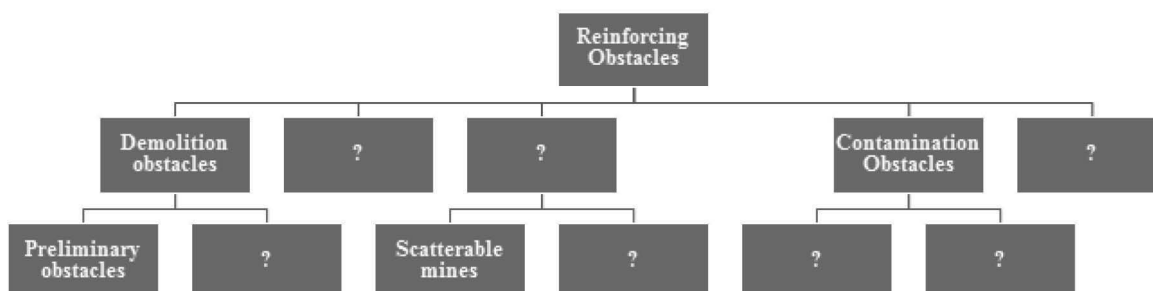 Reinforcing
Obstacles
Demolition
obstacles
?
?
Contamination
Obstacles
?
Preliminary
obstacles
?
Scatterable
mines
?
?
?